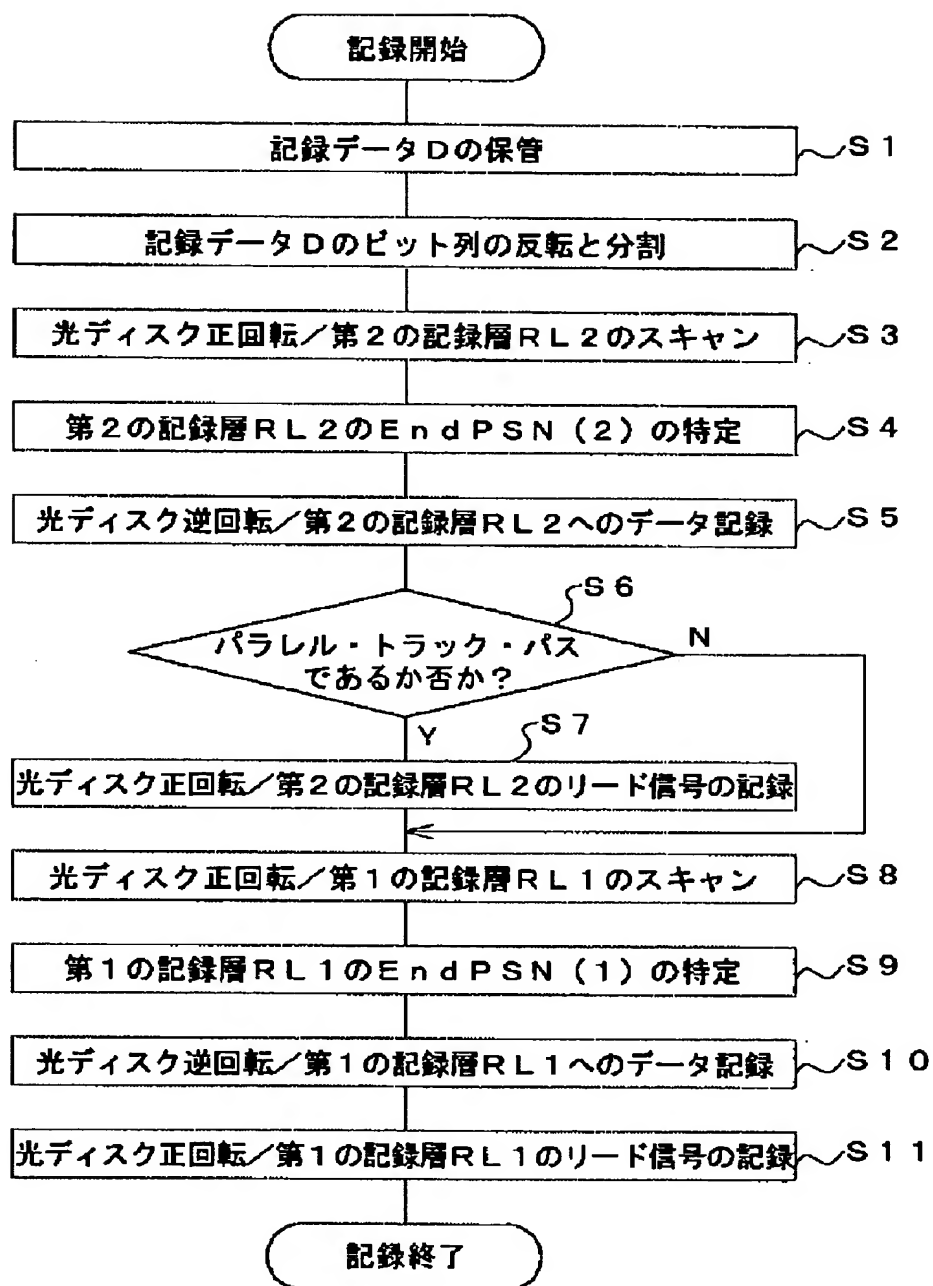 記録開始
記録データDの保管
S1
記録データDのビット列の反転と分割
S2
光ディスク正回転/第2の記録層RL2のスキャン
S3
第2の記録層RL2のEndPSN(2)の特定
S4
光ディスク逆回転/第2の記録層RL2へのデータ記録
S5
S6
パラレル・トラック・パス
であるか否か?
N
Y
S7
光ディスク正回転/第2の記録層RL2のリード信号の記録
光ディスク正回転/第1の記録層RL1のスキャン
S8
第1の記録層RL1のEndPSN(1)の特定
S9
光ディスク逆回転/第1の記録層RL1へのデータ記録
S10
光ディスク正回転/第1の記録層RL1のリード信号の記録
S11
記録終了